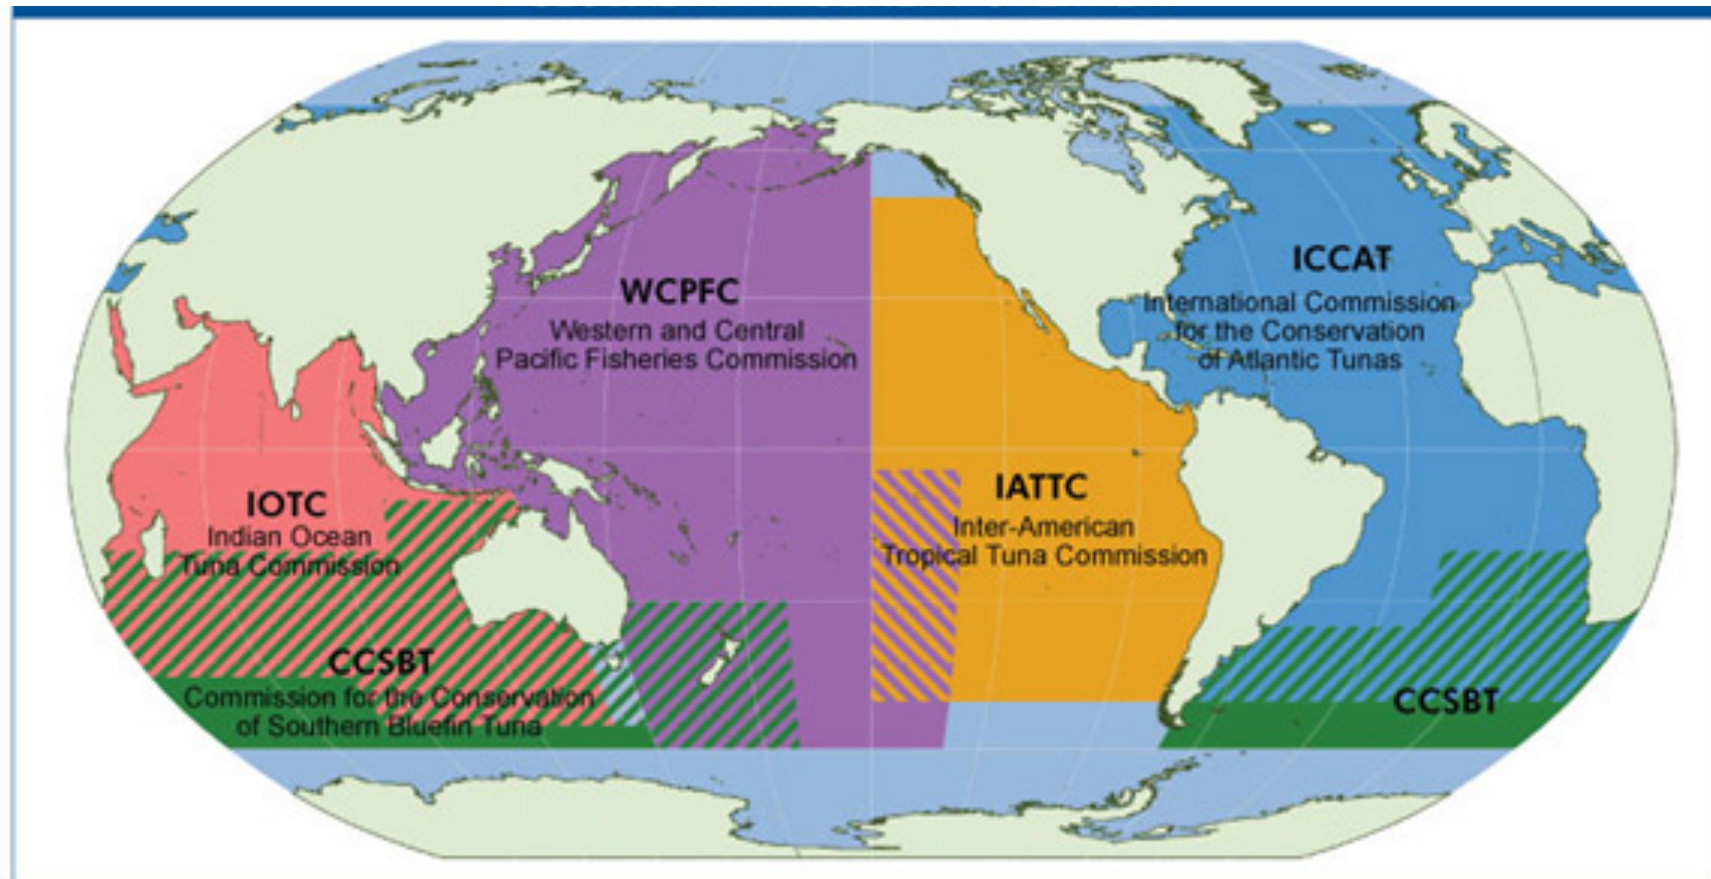 WCPFC
Western and Central
Pacific Fisheries Commission
ICCAT
International Commission
for the Conservation
of Atlantic Tunas
IOTC
Indian Ocean
Tuna Commission
IATTC
Inter-American
Tropical Tuna Commission
CCSBT
Commission for the Conservation
of Southern Bluefin Tuna
CCSBT